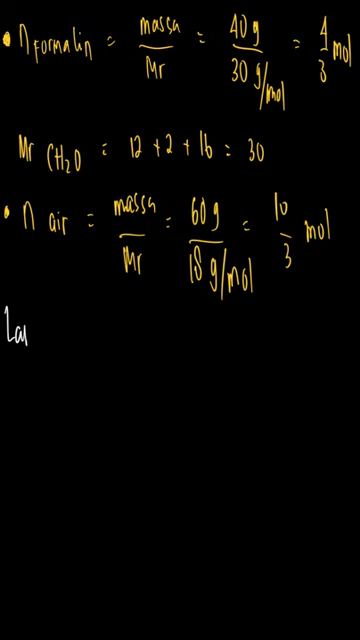 • n formalin = massa / Mr = 40 g / 30 g/mol = 4/3 mol
Mr CH2O = 12 + 2 + 16 = 30
• n air = massa / Mr = 60 g / 18 g/mol = 10/3 mol